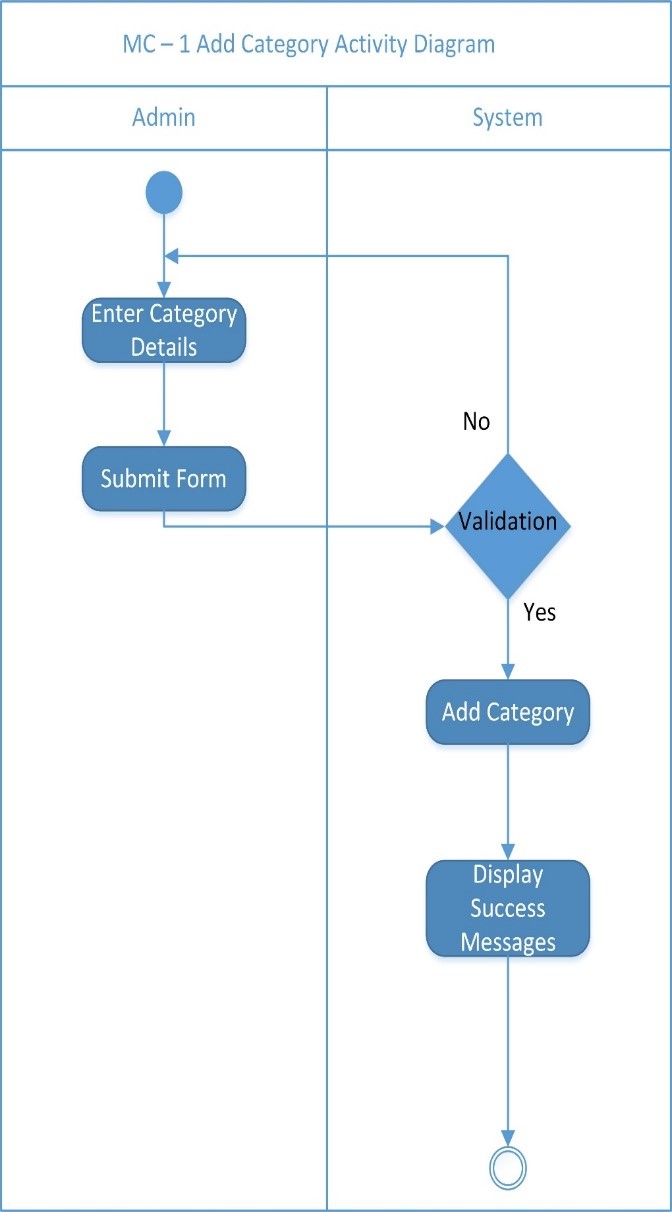 MC – 1 Add Category Activity Diagram
Admin
System
Enter Category
Details
Submit Form
No
Validation
Yes
Add Category
Display
Success
Messages